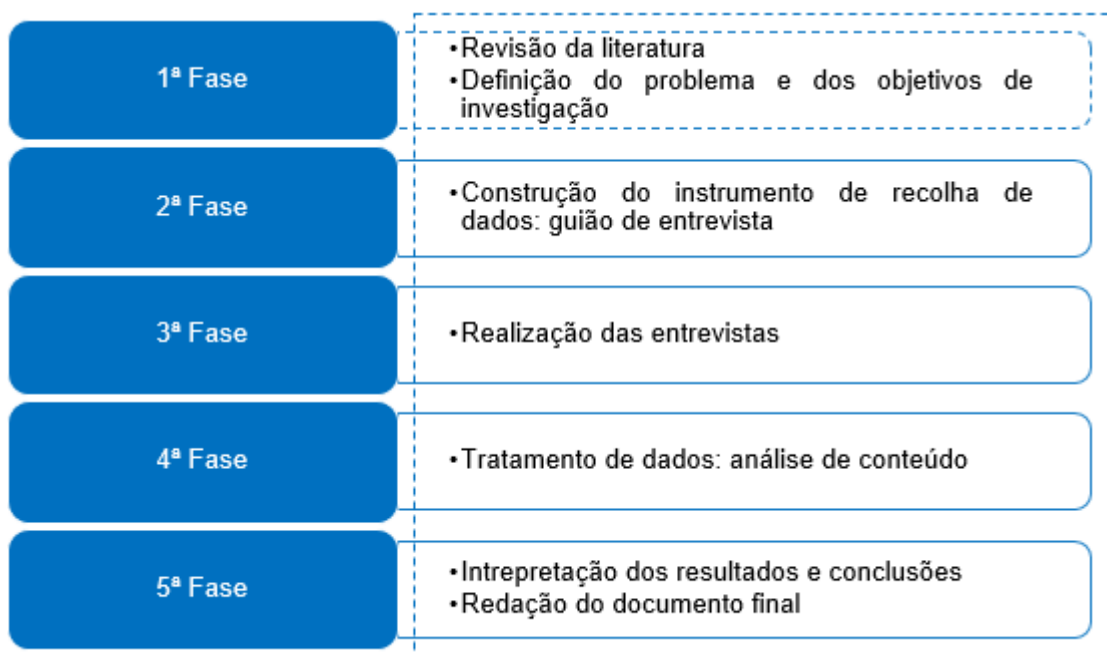 1ª Fase
•Revisão da literatura
•Definição do problema e dos objetivos de
investigação
2ª Fase
•Construção do instrumento de recolha de
dados: guião de entrevista
3ª Fase
•Realização das entrevistas
4ª Fase
•Tratamento de dados: análise de conteúdo
5ª Fase
•Intrepretação dos resultados e conclusões
•Redação do documento final